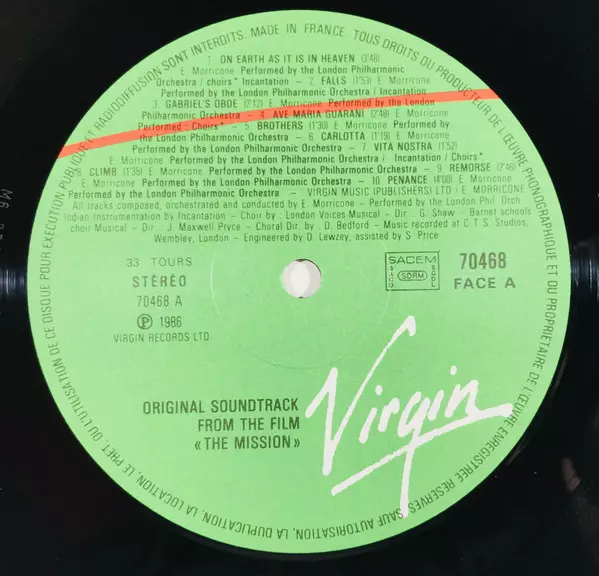 1. ON EARTH AS IT IS IN HEAVEN (3'48)
E. Morricone Performed by the London Philharmonic
Orchestra / choirs* Incantation - 2. FALLS (1'53) E. Morricone
Performed by the London Philharmonic Orchestra / Incantation
3. GABRIEL'S OBOE (2'12) E. Morricone Performed by the London
Philharmonic Orchestra - 4. AVE MARIA GUARANI (2'48) E. Morricone
Performed : Choirs* - 5. BROTHERS (1'30) E. Morricone Performed by
the London Philharmonic Orchestra - 6. CARLOTTA (1'19) E. Morricone
Performed by the London Philharmonic Orchestra - 7. VITA NOSTRA (1'52)
E. Morricone Performed by the London Philharmonic Orchestra / Incantation / Choirs*
8. CLIMB (1'35) E. Morricone Performed by the London Philharmonic Orchestra - 9. REMORSE (2'46)
E. Morricone Performed by the London Philharmonic Orchestra - 10. PENANCE (4'00) E. Morricone
Performed by the London Philharmonic Orchestra - VIRGIN MUSIC (PUBLISHERS) LTD / E. MORRICONE
All tracks composed, orchestrated and conducted by E. Morricone - Performed by the London Phil. Orch
Indian Instrumentation by Incantation - Choir by : London Voices Musical - Dir. : G. Shaw - Barnet schools
choir Musical - Dir. : J. Maxwell Pryce - Choral Dir. by : D. Bedford - Music recorded at C.T.S. Studios,
Wembley, London - Engineered by D. Lewzey, assisted by S. Price
33 TOURS
STÉRÉO
70468 A
Ⓟ 1986
VIRGIN RECORDS LTD
SACEM
SDRM
70468
FACE A
ORIGINAL SOUNDTRACK
FROM THE FILM
« THE MISSION »
Virgin
MADE IN FRANCE. TOUS DROITS DU PRODUCTEUR DE L'ŒUVRE PHONOGRAPHIQUE ET DU PROPRIETAIRE DE L'ŒUVRE ENREGISTREE RESERVES. SAUF AUTORISATION, LA DUPLICATION, LA LOCATION, LE PRET, OU L'UTILISATION DE CE DISQUE POUR EXECUTION PUBLIQUE ET RADIODIFFUSION SONT INTERDITS.